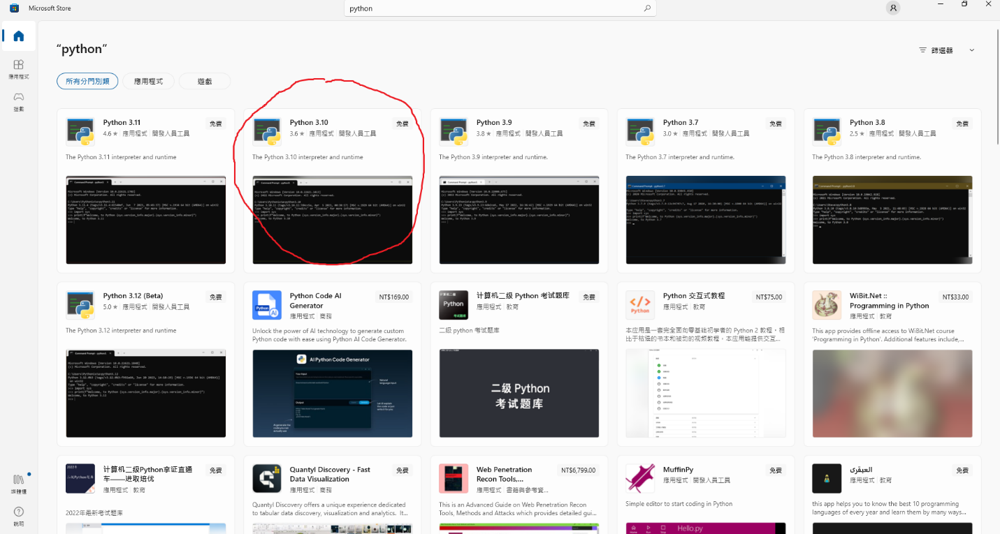 Microsoft Store
python
“python”
篩選器
所有分門別類
應用程式
遊戲
應用程式
遊戲
Python 3.11
免費
4.6 ★ 應用程式 開發人員工具
The Python 3.11 interpreter and runtime
Python 3.10
免費
3.6 ★ 應用程式 開發人員工具
The Python 3.10 interpreter and runtime
Python 3.9
免費
3.8 ★ 應用程式 開發人員工具
The Python 3.9 interpreter and runtime.
Python 3.7
免費
3.0 ★ 應用程式 開發人員工具
The Python 3.7 interpreter and runtime.
Python 3.8
免費
2.5 ★ 應用程式 開發人員工具
The Python 3.8 interpreter and runtime.
Python 3.12 (Beta)
免費
5.0 ★ 應用程式 開發人員工具
The Python 3.12 interpreter and runtime
Python Code AI
Generator
NT$169.00
應用程式 商務
Unlock the power of AI technology to generate custom
Python code with ease using Python AI Code Generator.
AI Python Code Generator
计算机二级 Python 考试题库
免費
應用程式 教育
二级 python 考试题库
计算机二级
Python
考试题库
二级 Python
考试题库
Python 交互式教程
NT$75.00
應用程式 教育
本应用是一套完全面向零基础初学者的 Python 2 教程，相
比于枯燥的书本和被动的视频教程，本应用能提供交互...
WiBit.Net ::
Programming in Python
NT$33.00
應用程式 教育
This app provides offline access to WiBit.Net course
'Programming in Python'. Additional features include,...
计算机二级Python拿证直通
车——进取培优
免費
應用程式 教育
2022年最新考试题库
Quantyl Discovery - Fast
Data Visualization
免費
應用程式 商務
Quantyl Discovery offers a unique experience dedicated
to tabular data discovery, visualization and analytics. It...
Web Penetration
Recon Tools,...
NT$6,799.00
應用程式 書籍與參考資...
This is an Advanced Guide on Web Penetration Recon
Tools, Methods and Attacks which provides detailed gui...
MuffinPy
免費
應用程式 開發人員工具
Simple editor to start coding in Python
Hello.py
العبقرى
免費
應用程式 教育
this app helps you to know the best 10 programming
languages of every year and learn them by many ways...
媒體櫃
說明